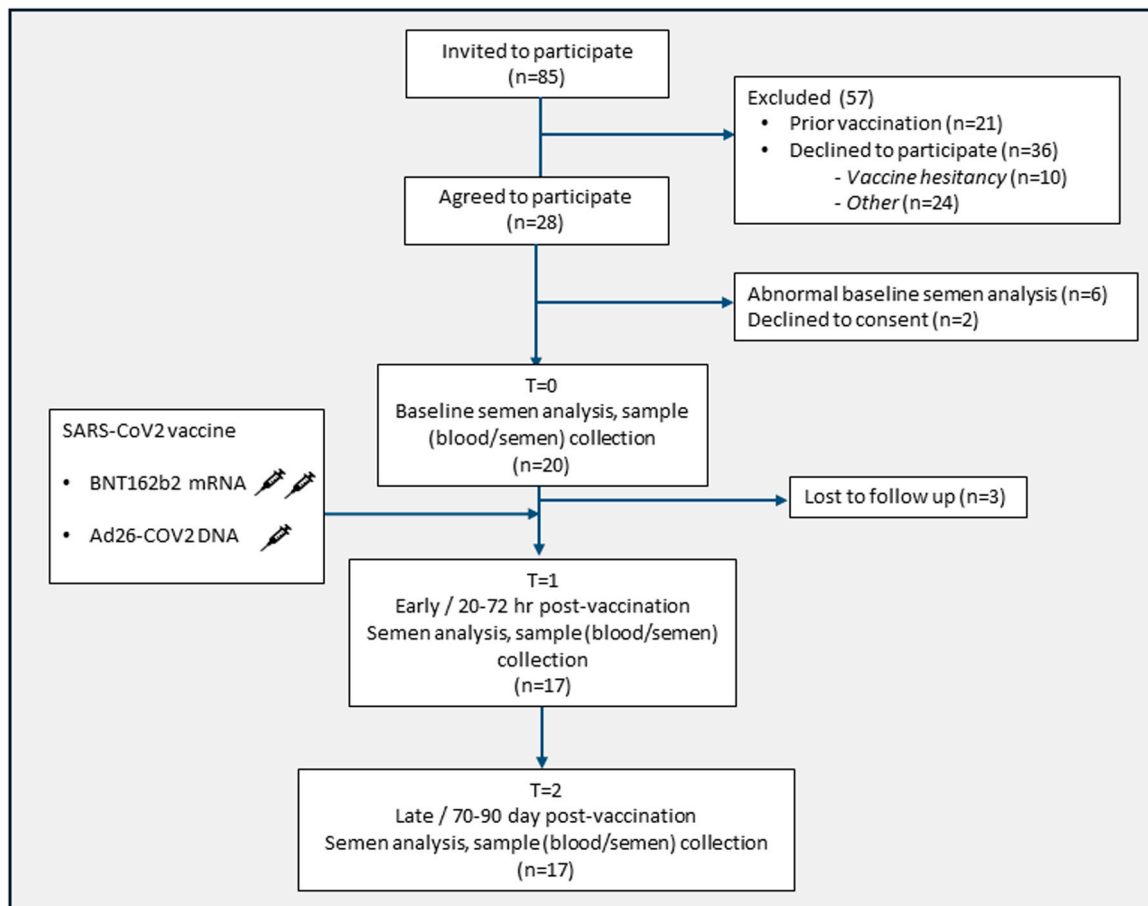 Invited to participate
(n=85)
Excluded (57)
• Prior vaccination (n=21)
• Declined to participate (n=36)
- Vaccine hesitancy (n=10)
- Other (n=24)
Agreed to participate
(n=28)
Abnormal baseline semen analysis (n=6)
Declined to consent (n=2)
T=0
Baseline semen analysis, sample
(blood/semen) collection
(n=20)
SARS-CoV2 vaccine
• BNT162b2 mRNA
• Ad26-COV2 DNA
Lost to follow up (n=3)
T=1
Early / 20-72 hr post-vaccination
Semen analysis, sample (blood/semen)
collection
(n=17)
T=2
Late / 70-90 day post-vaccination
Semen analysis, sample (blood/semen) collection
(n=17)